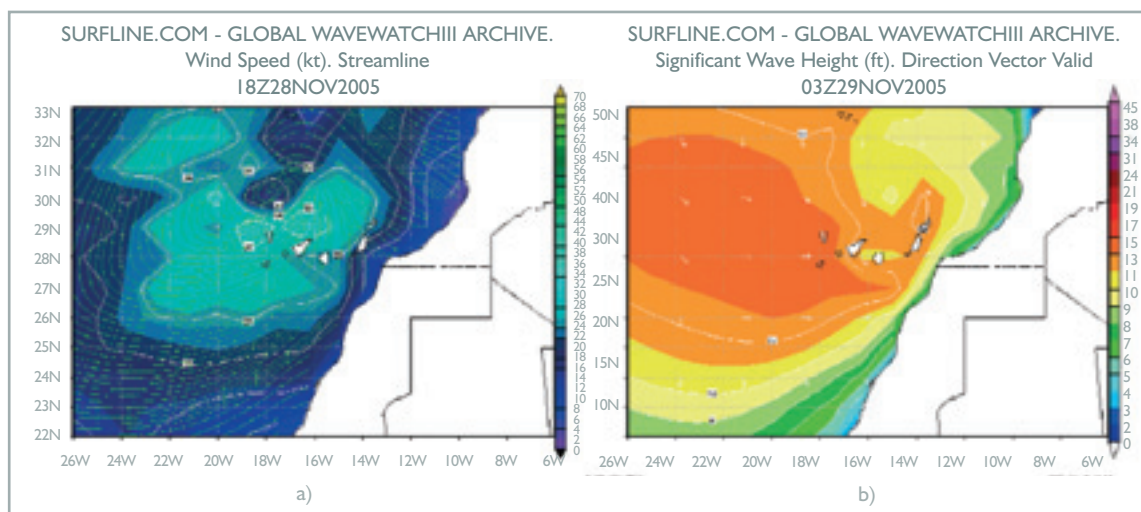 SURFLINE.COM - GLOBAL WAVEWATCHIII ARCHIVE.
Wind Speed (kt). Streamline
18Z28NOV2005
33N
32N
31N
30N
29N
28N
27N
26N
25N
24N
23N
22N
26W 24W 22W 20W 18W 16W 14W 12W 10W 8W 6W
70
68
64
62
60
58
56
54
52
50
48
44
42
40
38
36
34
32
30
28
26
24
22
20
18
16
14
12
10
8
6
4
2
0
a)
SURFLINE.COM - GLOBAL WAVEWATCHIII ARCHIVE.
Significant Wave Height (ft). Direction Vector Valid
03Z29NOV2005
50N
45N
40N
30N
20N
15N
10N
26W 24W 22W 20W 18W 16W 14W 12W 10W 8W 6W
45
38
34
31
24
21
19
17
15
13
11
10
9
8
7
6
5
4
3
2
0
b)